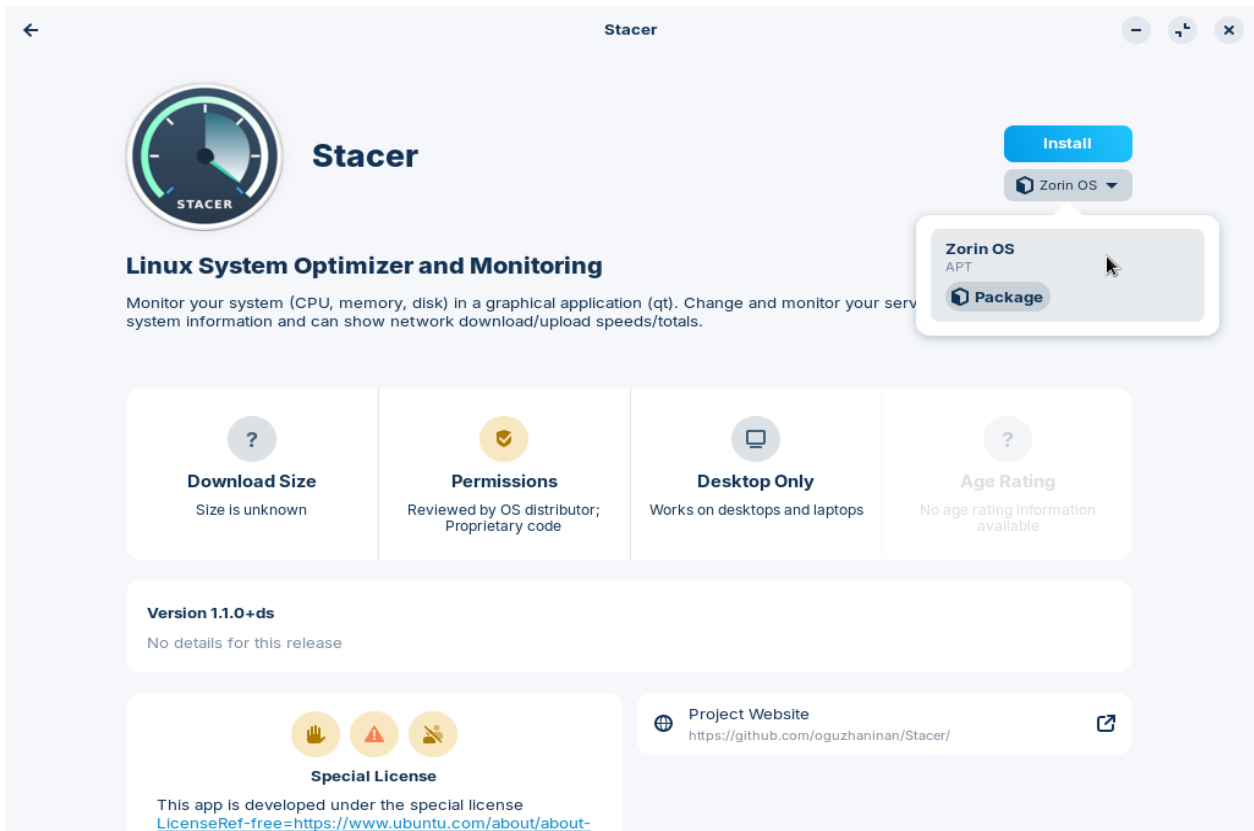 Stacer
STACER
Stacer
Install
Zorin OS
Zorin OS
APT
Package
Linux System Optimizer and Monitoring
Monitor your system (CPU, memory, disk) in a graphical application (qt). Change and monitor your serv
system information and can show network download/upload speeds/totals.
?
Download Size
Size is unknown
Permissions
Reviewed by OS distributor;
Proprietary code
Desktop Only
Works on desktops and laptops
?
Age Rating
No age rating information
available
Version 1.1.0+ds
No details for this release
Special License
This app is developed under the special license
LicenseRef-free=https://www.ubuntu.com/about/about-
Project Website
https://github.com/oguzhaninan/Stacer/